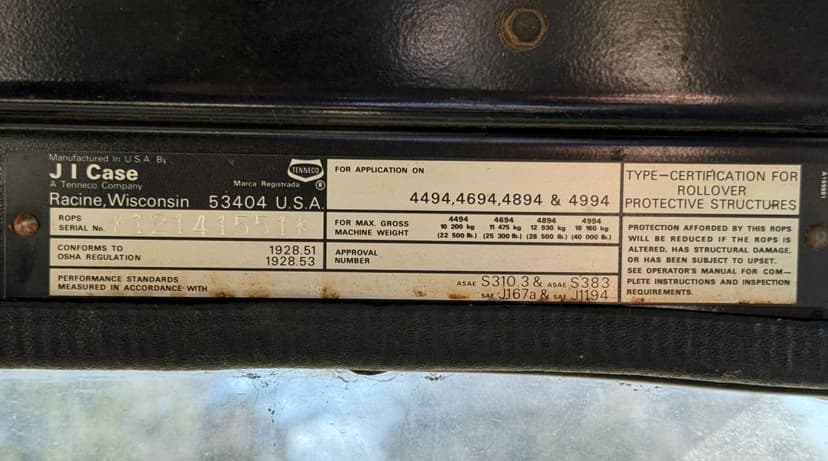 Manufactured In U.S.A. By
J I Case
A Tenneco Company
Racine, Wisconsin 53404 U.S.A.
TENNECO
Marca Registrada ®
ROPS
SERIAL No. *12141551*
CONFORMS TO
OSHA REGULATION
1928.51
1928.53
PERFORMANCE STANDARDS
MEASURED IN ACCORDANCE WITH
ASAE S310.3 & ASAE S383
SAE J167a & SAE J1194
FOR APPLICATION ON
4494,4694,4894 & 4994
FOR MAX. GROSS
MACHINE WEIGHT
4494 4694 4894 4994
10 200 kg 11 475 kg 12 930 kg 18 160 kg
(22 500 lb.) (25 300 lb.) (28 500 lb.) (40 000 lb.)
APPROVAL
NUMBER
TYPE—CERTIFICATION FOR
ROLLOVER
PROTECTIVE STRUCTURES
PROTECTION AFFORDED BY THIS ROPS
WILL BE REDUCED IF THE ROPS IS
ALTERED, HAS STRUCTURAL DAMAGE,
OR HAS BEEN SUBJECT TO UPSET.
SEE OPERATOR'S MANUAL FOR COM—
PLETE INSTRUCTIONS AND INSPECTION
REQUIREMENTS.